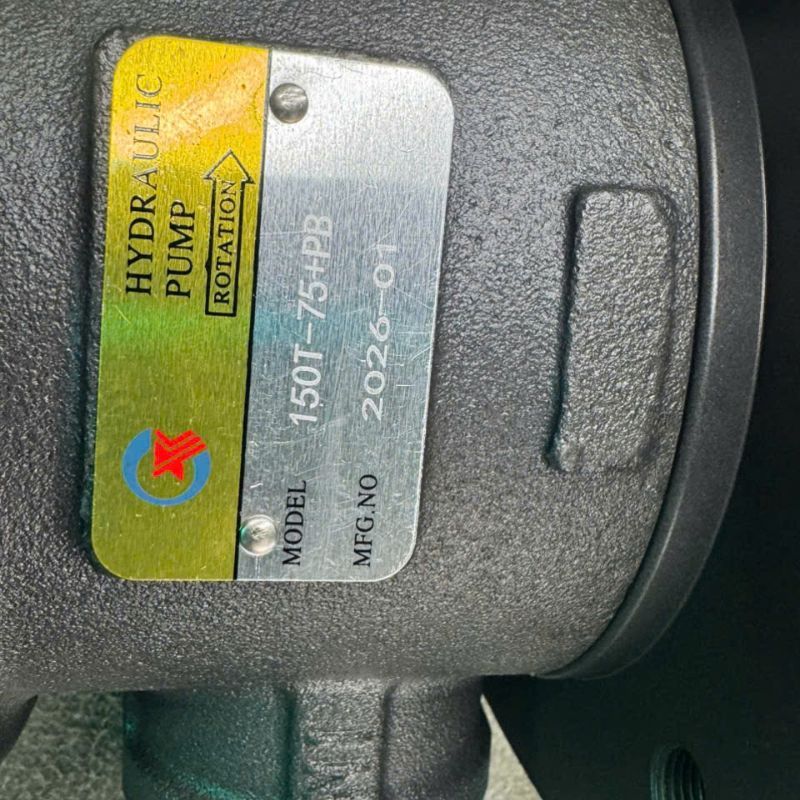 HYDRAULIC
PUMP
ROTATION
MODEL 150T-75+PB
MFG.NO 2026-01